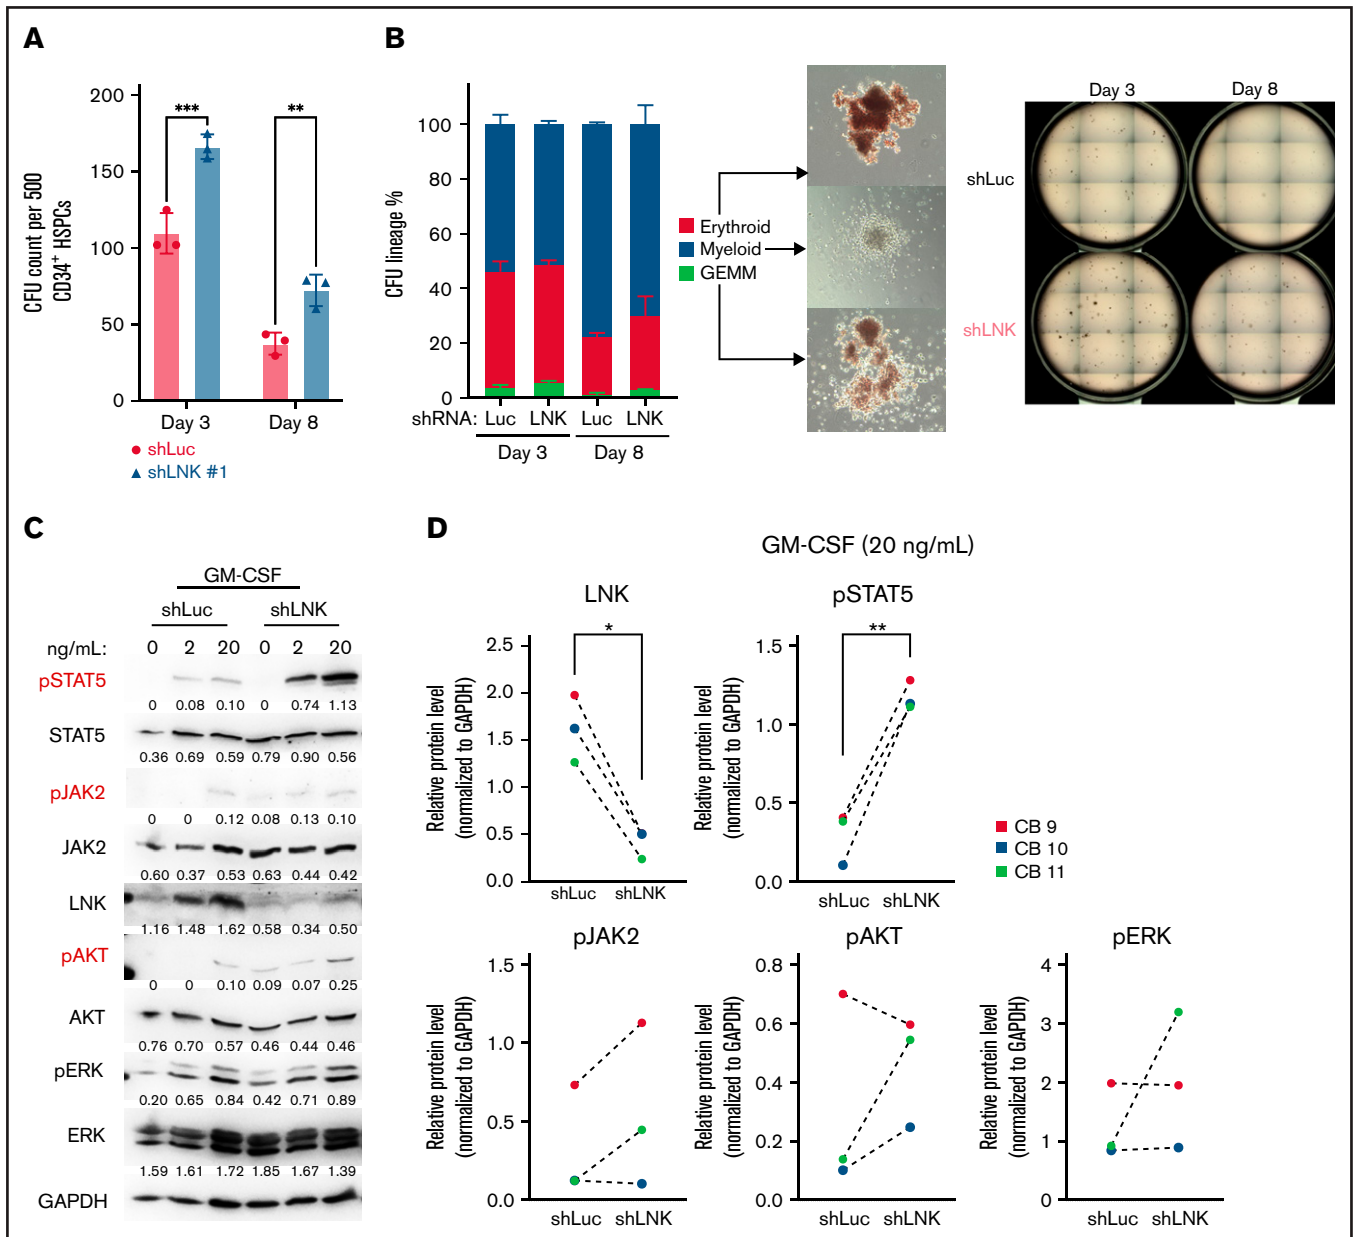 A
CFU count per 500
CD34+ HSPCs
200
150
100
50
0
***
**
Day 3
Day 8
shLuc
shLNK #1
B
CFU lineage %
100
80
60
40
20
0
shRNA: Luc LNK Luc LNK
Day 3
Day 8
Erythroid
Myeloid
GEMM
Day 3
Day 8
shLuc
shLNK
C
GM-CSF
shLuc
shLNK
ng/mL: 0 2 20 0 2 20
pSTAT5
0 0.08 0.10 0 0.74 1.13
STAT5
0.36 0.69 0.59 0.79 0.90 0.56
pJAK2
0 0 0.12 0.08 0.13 0.10
JAK2
0.60 0.37 0.53 0.63 0.44 0.42
LNK
1.16 1.48 1.62 0.58 0.34 0.50
pAKT
0 0 0.10 0.09 0.07 0.25
AKT
0.76 0.70 0.57 0.46 0.44 0.46
pERK
0.20 0.65 0.84 0.42 0.71 0.89
ERK
1.59 1.61 1.72 1.85 1.67 1.39
GAPDH
D
GM-CSF (20 ng/mL)
LNK
Relative protein level
(normalized to GAPDH)
2.5
2.0
1.5
1.0
0.5
0.0
*
shLuc shLNK
pSTAT5
Relative protein level
(normalized to GAPDH)
1.5
1.0
0.5
0.0
**
shLuc shLNK
CB 9
CB 10
CB 11
pJAK2
Relative protein level
(normalized to GAPDH)
1.5
1.0
0.5
0.0
shLuc shLNK
pAKT
Relative protein level
(normalized to GAPDH)
0.8
0.6
0.4
0.2
0.0
shLuc shLNK
pERK
Relative protein level
(normalized to GAPDH)
4
3
2
1
0
shLuc shLNK